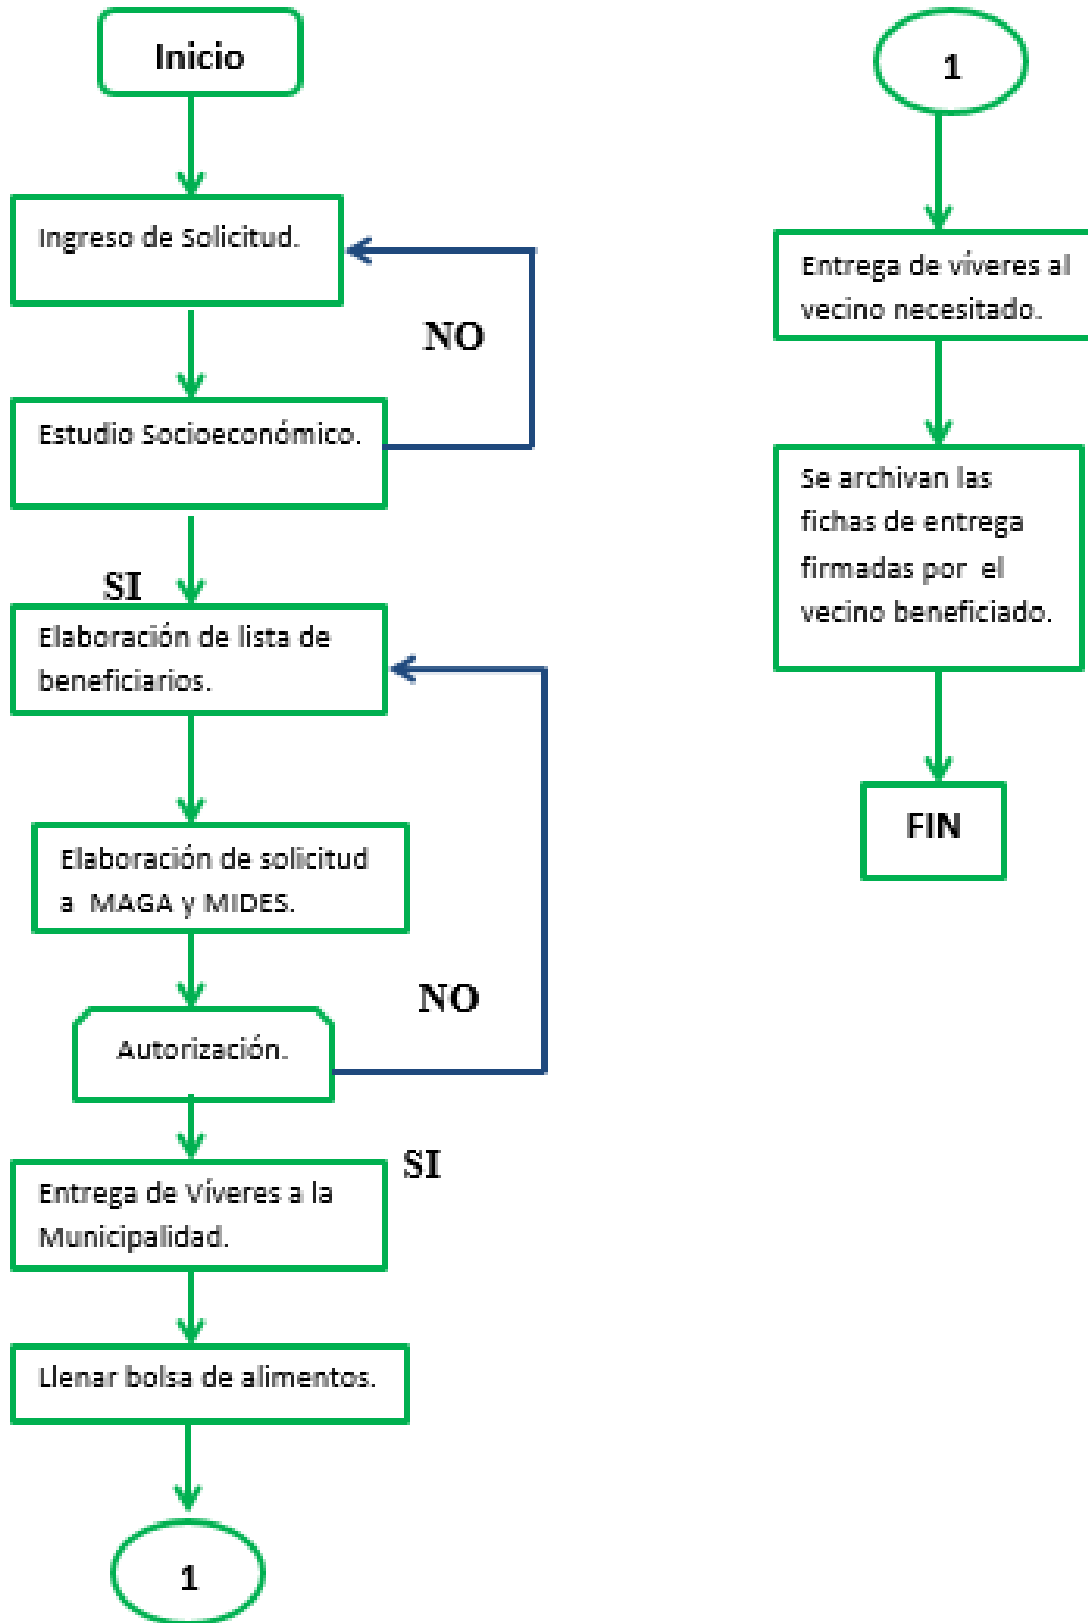 Inicio
Ingreso de Solicitud.
NO
Estudio Socioeconómico.
SI
Elaboración de lista de
beneficiarios.
Elaboración de solicitud
a MAGA y MIDES.
NO
Autorización.
SI
Entrega de Víveres a la
Municipalidad.
Llenar bolsa de alimentos.
1
1
Entrega de víveres al
vecino necesitado.
Se archivan las
fichas de entrega
firmadas por el
vecino beneficiado.
FIN